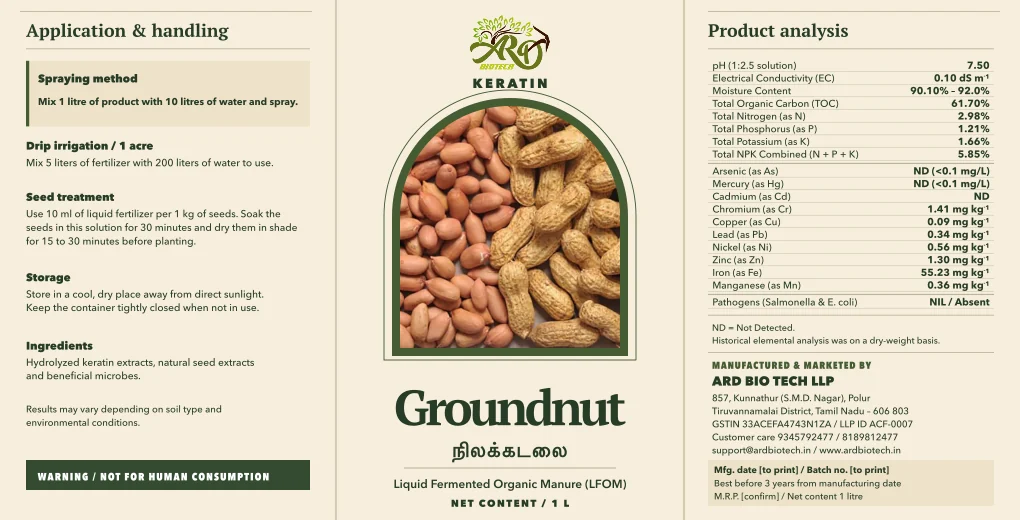 Application & handling
Spraying method
Mix 1 litre of product with 10 litres of water and spray.
Drip irrigation / 1 acre
Mix 5 liters of fertilizer with 200 liters of water to use.
Seed treatment
Use 10 ml of liquid fertilizer per 1 kg of seeds. Soak the
seeds in this solution for 30 minutes and dry them in shade
for 15 to 30 minutes before planting.
Storage
Store in a cool, dry place away from direct sunlight.
Keep the container tightly closed when not in use.
Ingredients
Hydrolyzed keratin extracts, natural seed extracts
and beneficial microbes.
Results may vary depending on soil type and
environmental conditions.
WARNING / NOT FOR HUMAN CONSUMPTION
ARD
BIOTECH
KERATIN
Groundnut
நிலக்கடலை
Liquid Fermented Organic Manure (LFOM)
NET CONTENT / 1 L
Product analysis
pH (1:2.5 solution) 7.50
Electrical Conductivity (EC) 0.10 dS m⁻¹
Moisture Content 90.10% – 92.0%
Total Organic Carbon (TOC) 61.70%
Total Nitrogen (as N) 2.98%
Total Phosphorus (as P) 1.21%
Total Potassium (as K) 1.66%
Total NPK Combined (N + P + K) 5.85%
Arsenic (as As) ND (<0.1 mg/L)
Mercury (as Hg) ND (<0.1 mg/L)
Cadmium (as Cd) ND
Chromium (as Cr) 1.41 mg kg⁻¹
Copper (as Cu) 0.09 mg kg⁻¹
Lead (as Pb) 0.34 mg kg⁻¹
Nickel (as Ni) 0.56 mg kg⁻¹
Zinc (as Zn) 1.30 mg kg⁻¹
Iron (as Fe) 55.23 mg kg⁻¹
Manganese (as Mn) 0.36 mg kg⁻¹
Pathogens (Salmonella & E. coli) NIL / Absent
ND = Not Detected.
Historical elemental analysis was on a dry-weight basis.
MANUFACTURED & MARKETED BY
ARD BIO TECH LLP
857, Kunnathur (S.M.D. Nagar), Polur
Tiruvannamalai District, Tamil Nadu – 606 803
GSTIN 33ACEFA4743N1ZA / LLP ID ACF-0007
Customer care 9345792477 / 8189812477
support@ardbiotech.in / www.ardbiotech.in
Mfg. date [to print] / Batch no. [to print]
Best before 3 years from manufacturing date
M.R.P. [confirm] / Net content 1 litre